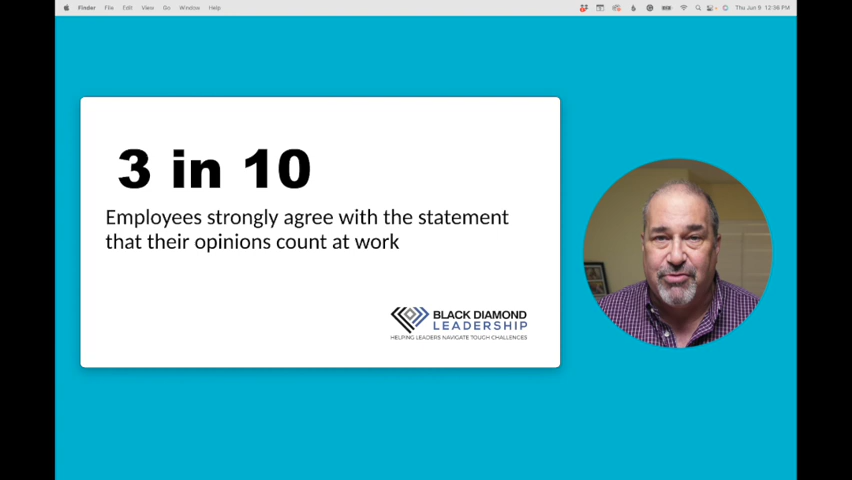 Finder File Edit View Go Window Help Thu Jun 9 12:36 PM
3 in 10
Employees strongly agree with the statement
that their opinions count at work
BLACK DIAMOND
LEADERSHIP
HELPING LEADERS NAVIGATE TOUGH CHALLENGES